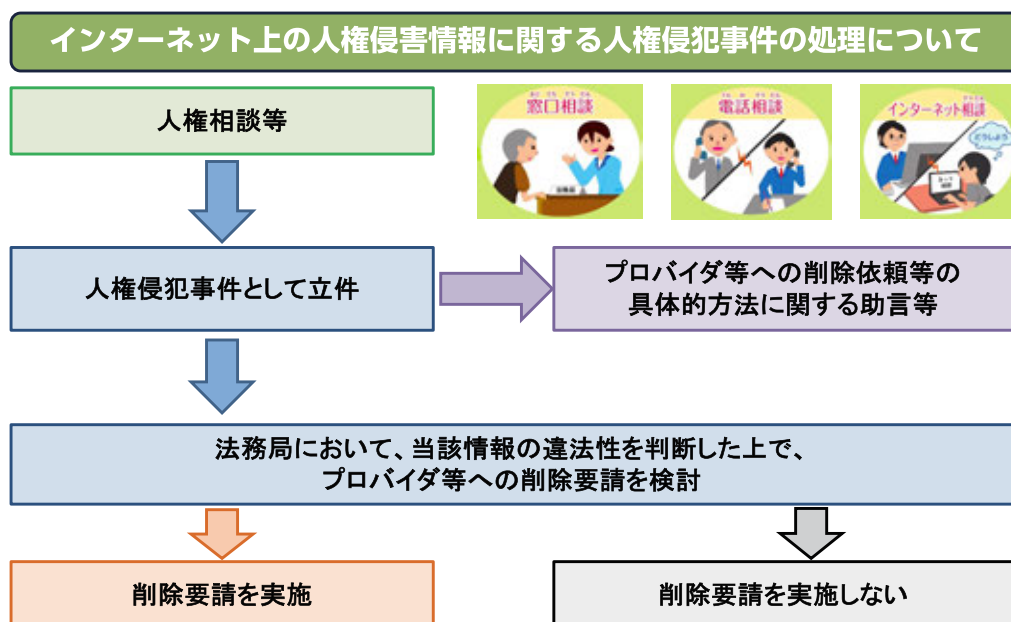 インターネット上の人権侵害情報に関する人権侵犯事件の処理について
人権相談等
窓口相談
電話相談
インターネット相談
どうしよう
人権侵犯事件として立件
プロバイダ等への削除依頼等の
具体的方法に関する助言等
法務局において、当該情報の違法性を判断した上で、
プロバイダ等への削除要請を検討
削除要請を実施
削除要請を実施しない